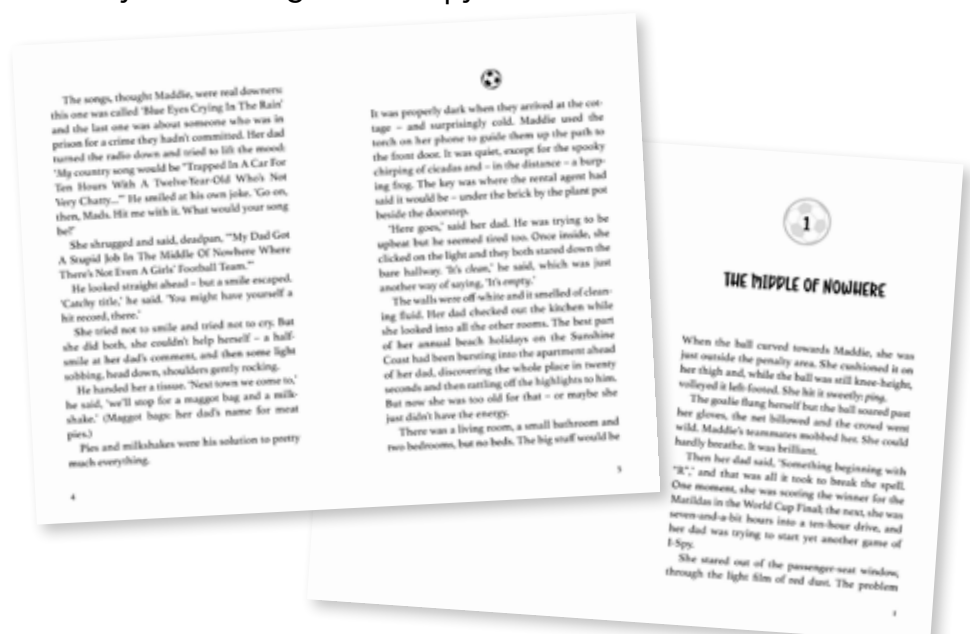 The songs, thought Maddie, were real downers:
this one was called 'Blue Eyes Crying In The Rain'
and the last one was about someone who was in
prison for a crime they hadn't committed. Her dad
turned the radio down and tried to lift the mood:
'My country song would be "Trapped In A Car For
Ten Hours With A Twelve-Year-Old Who's Not
Very Chatty..."' He smiled at his own joke. 'Go on,
then, Mads. Hit me with it. What would your song
be?'
She shrugged and said, deadpan, '"My Dad Got
A Stupid Job In The Middle Of Nowhere Where
There's Not Even A Girls' Football Team."'
He looked straight ahead – but a smile escaped.
'Catchy title,' he said. 'You might have yourself a
hit record, there.'
She tried not to smile and tried not to cry. But
she did both, she couldn't help herself – a half-
smile at her dad's comment, and then some light
sobbing, head down, shoulders gently rocking.
He handed her a tissue. 'Next town we come to,'
he said, 'we'll stop for a maggot bag and a milk-
shake.' (Maggot bags: her dad's name for meat
pies.)
Pies and milkshakes were his solution to pretty
much everything.
4
It was properly dark when they arrived at the cot-
tage – and surprisingly cold. Maddie used the
torch on her phone to guide them up the path to
the front door. It was quiet, except for the spooky
chirping of cicadas and – in the distance – a burp-
ing frog. The key was where the rental agent had
said it would be – under the brick by the plant pot
beside the doorstep.
'Here goes,' said her dad. He was trying to be
upbeat but he seemed tired too. Once inside, she
clicked on the light and they both stared down the
bare hallway. 'It's clean,' he said, which was just
another way of saying, 'It's empty.'
The walls were off-white and it smelled of clean-
ing fluid. Her dad checked out the kitchen while
she looked into all the other rooms. The best part
of her annual beach holidays on the Sunshine
Coast had been bursting into the apartment ahead
of her dad, discovering the whole place in twenty
seconds and then rattling off the highlights to him.
But now she was too old for that – or maybe she
just didn't have the energy.
There was a living room, a small bathroom and
two bedrooms, but no beds. The big stuff would be
5
1
THE MIDDLE OF NOWHERE
When the ball curved towards Maddie, she was
just outside the penalty area. She cushioned it on
her thigh and, while the ball was still knee-height,
volleyed it left-footed. She hit it sweetly: ping.
The goalie flung herself but the ball soared past
her gloves, the net billowed and the crowd went
wild. Maddie's teammates mobbed her. She could
hardly breathe. It was brilliant.
Then her dad said, 'Something beginning with
"R",' and that was all it took to break the spell.
One moment, she was scoring the winner for the
Matildas in the World Cup Final; the next, she was
seven-and-a-bit hours into a ten-hour drive, and
her dad was trying to start yet another game of
I-Spy.
She stared out of the passenger-seat window,
through the light film of red dust. The problem